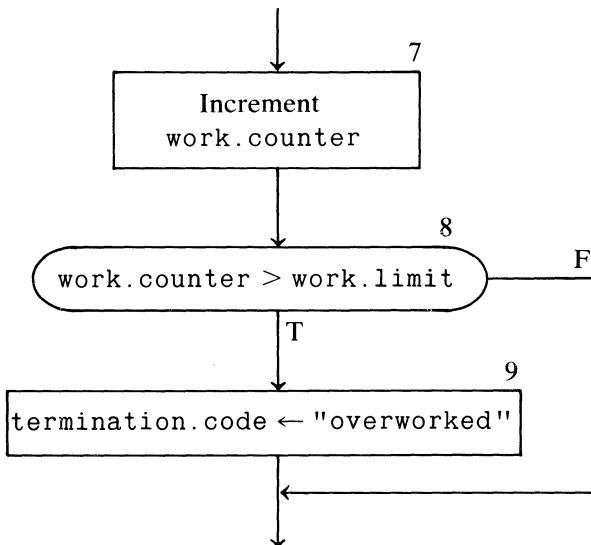 7
Increment
work.counter
8
work.counter > work.limit
F
T
9
termination.code ← "overworked"